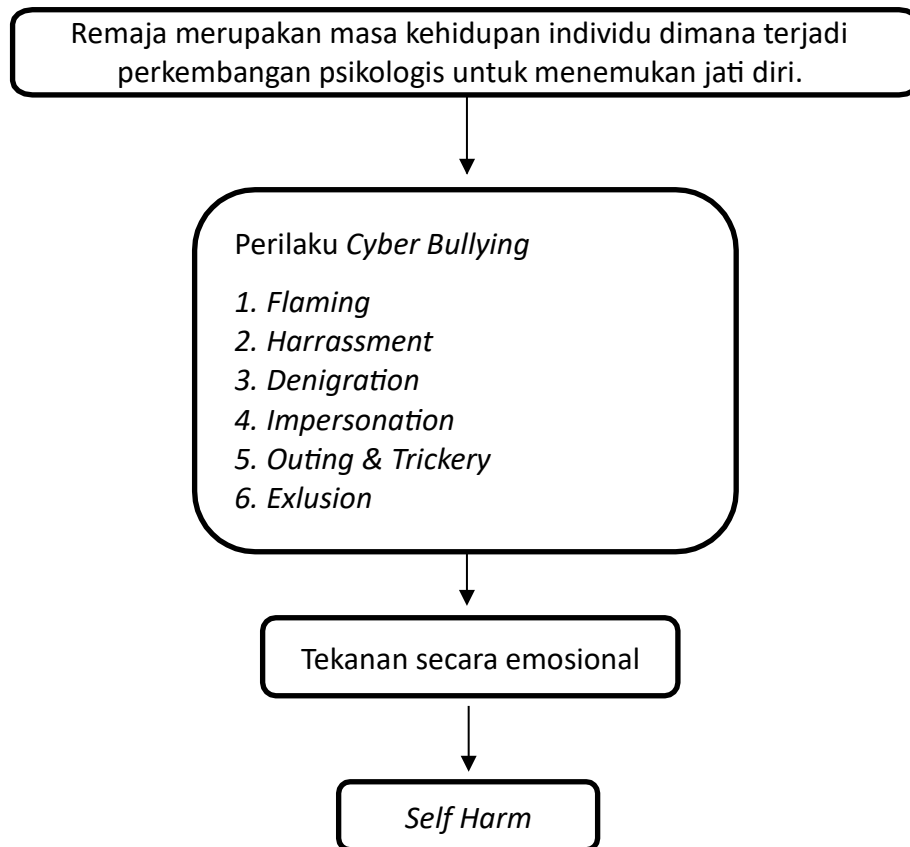 Remaja merupakan masa kehidupan individu dimana terjadi
perkembangan psikologis untuk menemukan jati diri.
Perilaku Cyber Bullying
1. Flaming
2. Harrassment
3. Denigration
4. Impersonation
5. Outing & Trickery
6. Exlusion
Tekanan secara emosional
Self Harm